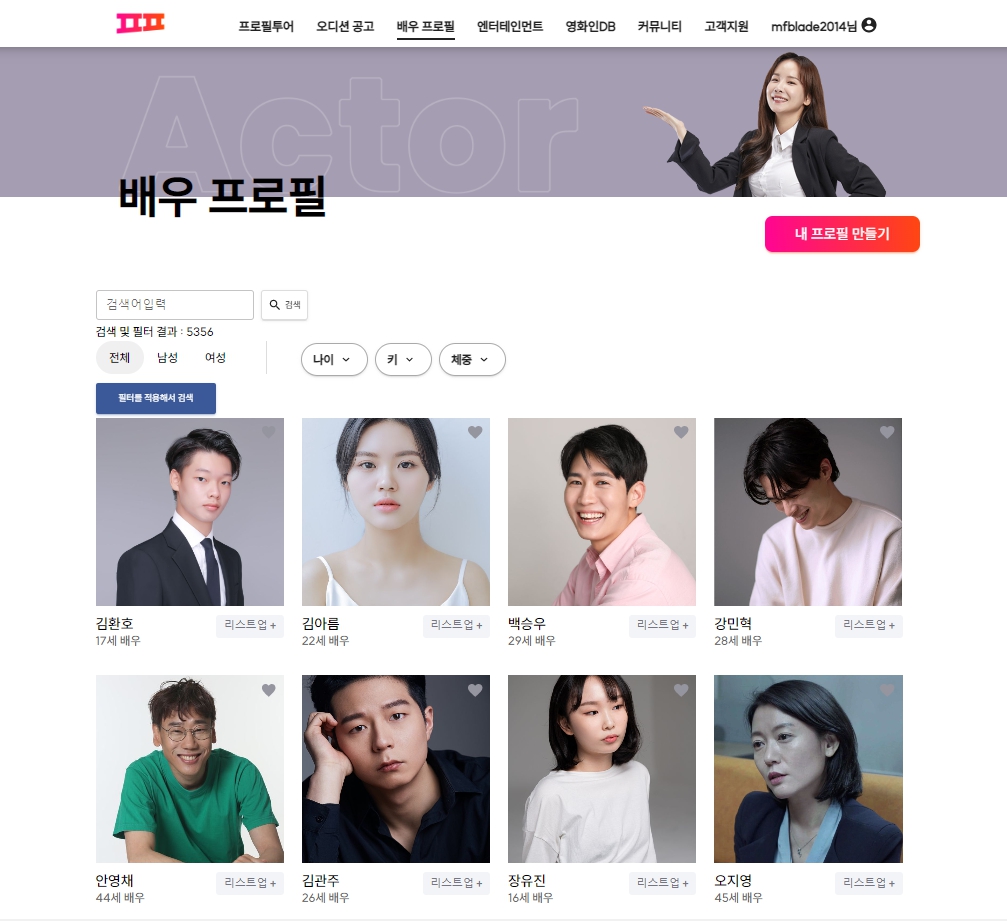 프로필투어 오디션 공고 배우 프로필 엔터테인먼트 영화인DB 커뮤니티 고객지원 mfblade2014님
Actor
배우 프로필
내 프로필 만들기
검색어입력 검색
검색 및 필터 결과 : 5356
전체 남성 여성 나이 키 체중
필터를 적용해서 검색
김환호 리스트업 + 김아름 리스트업 + 백승우 리스트업 + 강민혁 리스트업 +
17세 배우 22세 배우 29세 배우 28세 배우
안영채 리스트업 + 김관주 리스트업 + 장유진 리스트업 + 오지영 리스트업 +
44세 배우 26세 배우 16세 배우 45세 배우